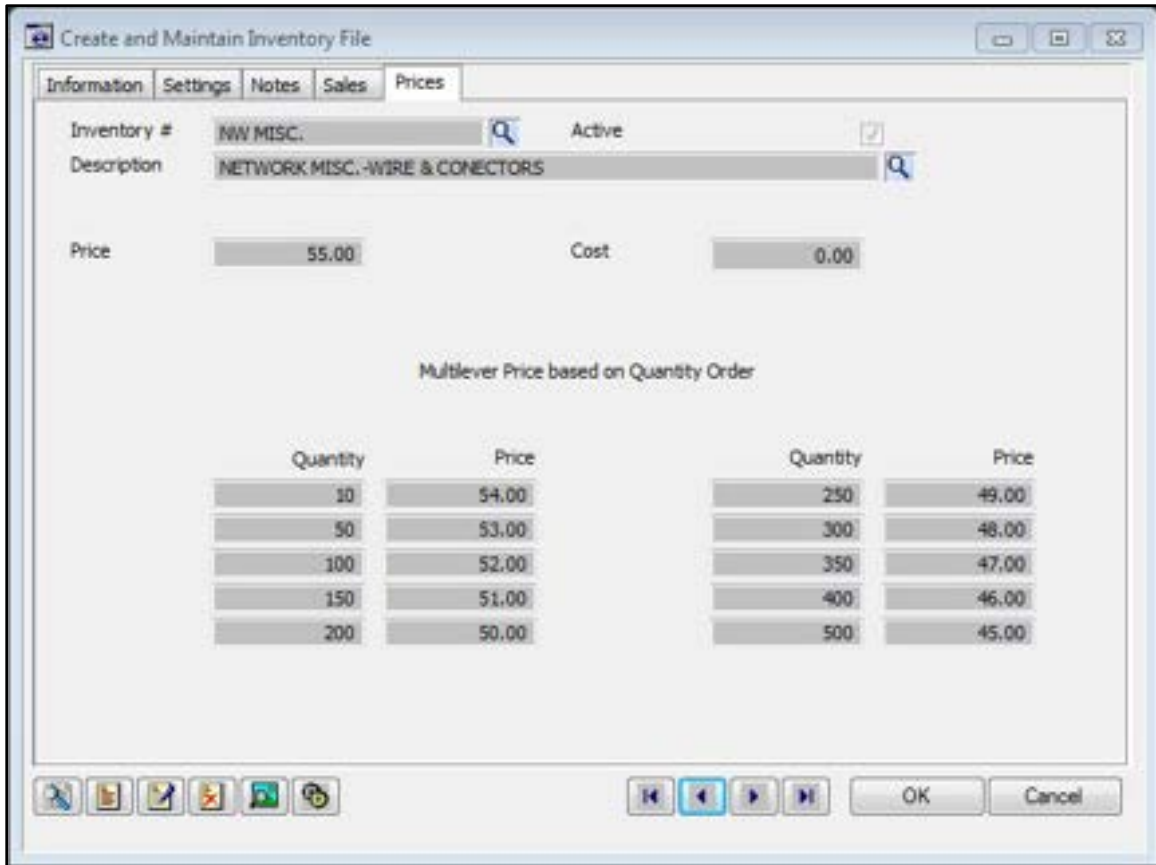 Create and Maintain Inventory File
Information Settings Notes Sales Prices
Inventory # NW MISC. Active
Description NETWORK MISC.-WIRE & CONECTORS
Price 55.00 Cost 0.00
Multilever Price based on Quantity Order
Quantity Price Quantity Price
10 54.00 250 49.00
50 53.00 300 48.00
100 52.00 350 47.00
150 51.00 400 46.00
200 50.00 500 45.00
OK Cancel